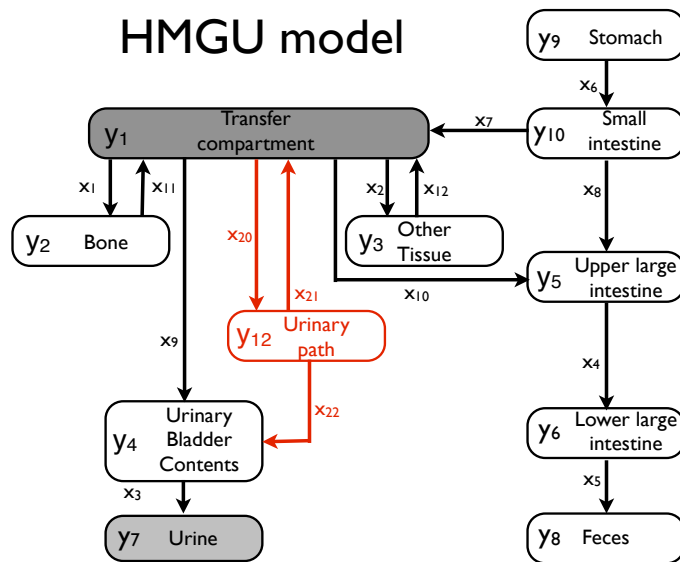 HMGU model
y9 Stomach
x6
y1 Transfer
compartment
x7
y10 Small
intestine
x1
x11
x2
x12
x8
y2 Bone
x20
y3 Other
Tissue
x21
x10
y5 Upper large
intestine
y12 Urinary
path
x9
x4
x22
y4 Urinary
Bladder
Contents
y6 Lower large
intestine
x3
x5
y7 Urine
y8 Feces